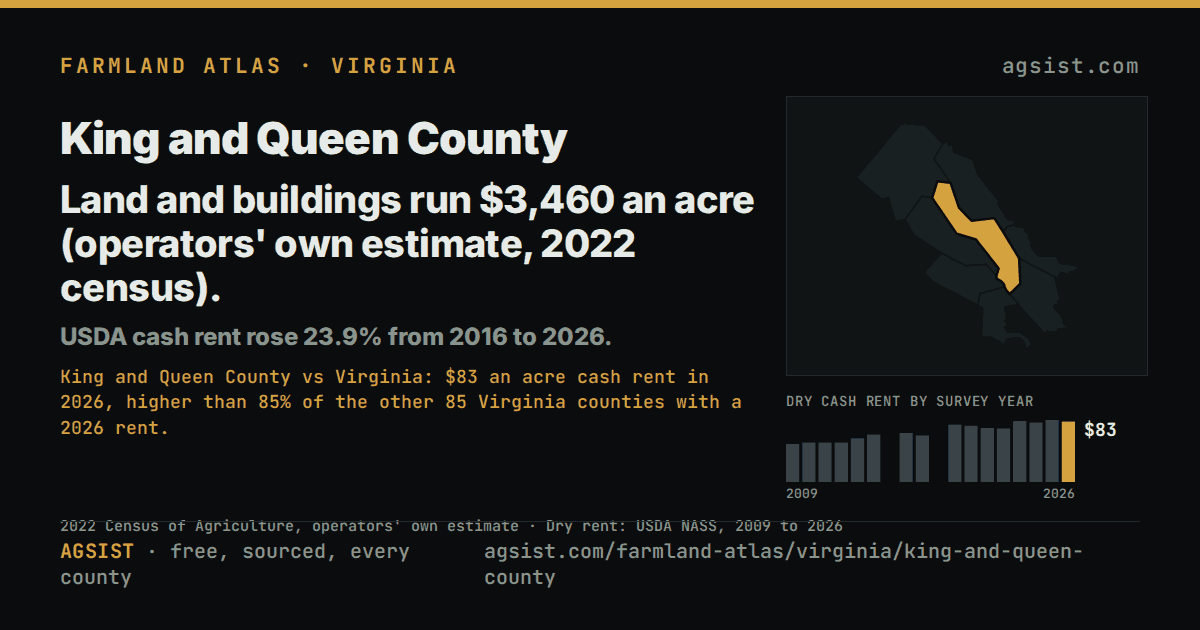 FARMLAND ATLAS · VIRGINIA
agsist.com
King and Queen County
Land and buildings run $3,460 an acre
(operators' own estimate, 2022
census).
USDA cash rent rose 23.9% from 2016 to 2026.
King and Queen County vs Virginia: $83 an acre cash rent in
2026, higher than 85% of the other 85 Virginia counties with a
2026 rent.
DRY CASH RENT BY SURVEY YEAR
$83
2009
2026
2022 Census of Agriculture, operators' own estimate · Dry rent: USDA NASS, 2009 to 2026
AGSIST · free, sourced, every
county
agsist.com/farmland-atlas/virginia/king-and-queen-
county